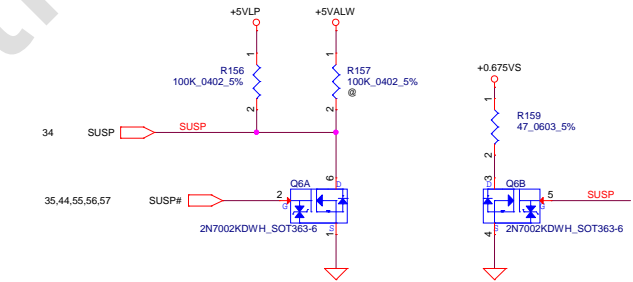 +5VLP
+5VALW
1
1
R156
100K_0402_5%
R157
100K_0402_5%
@
2
2
+0.675VS
1
R159
47_0603_5%
2
34
SUSP
SUSP
6
D
Q6A
35,44,55,56,57
SUSP#
2
G
S
1
2N7002KDWH_SOT363-6
3
D
Q6B
5
SUSP
G
S
4
2N7002KDWH_SOT363-6